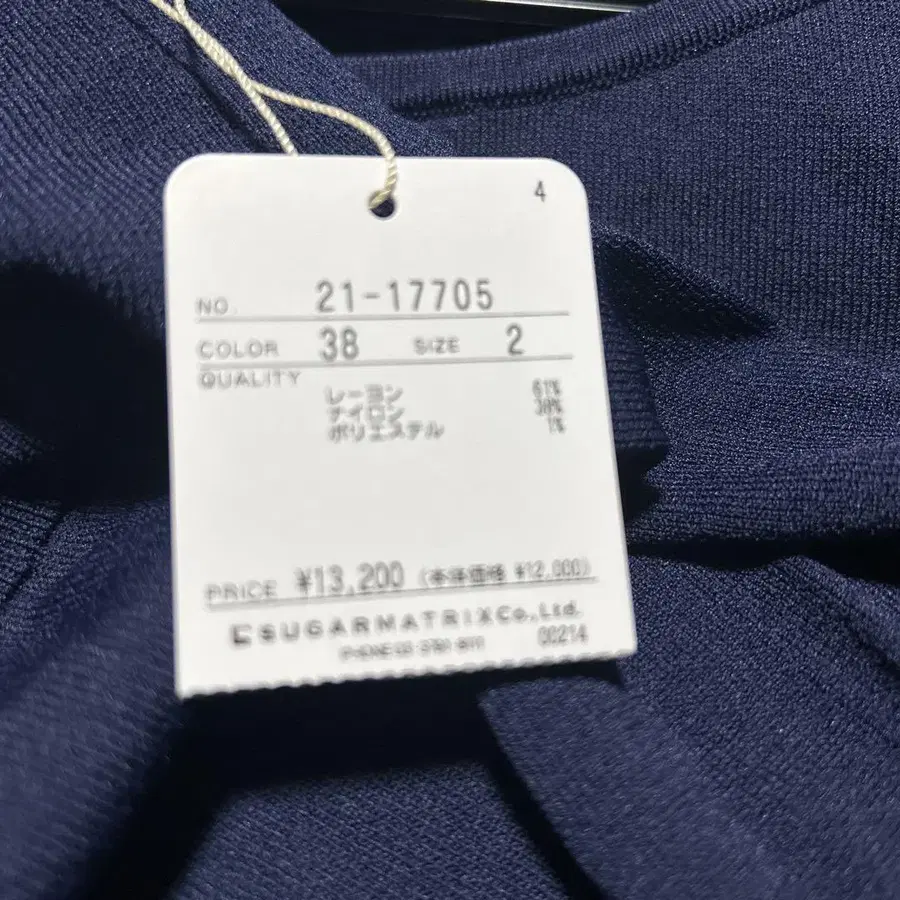 4
NO. 21-17705
COLOR 38 SIZE 2
QUALITY
レーヨン 61%
ナイロン 38%
ポリエステル 1%
PRICE ¥13,200 (本体価格 ¥12,000)
SUGARMATRIX Co., Ltd.
00214